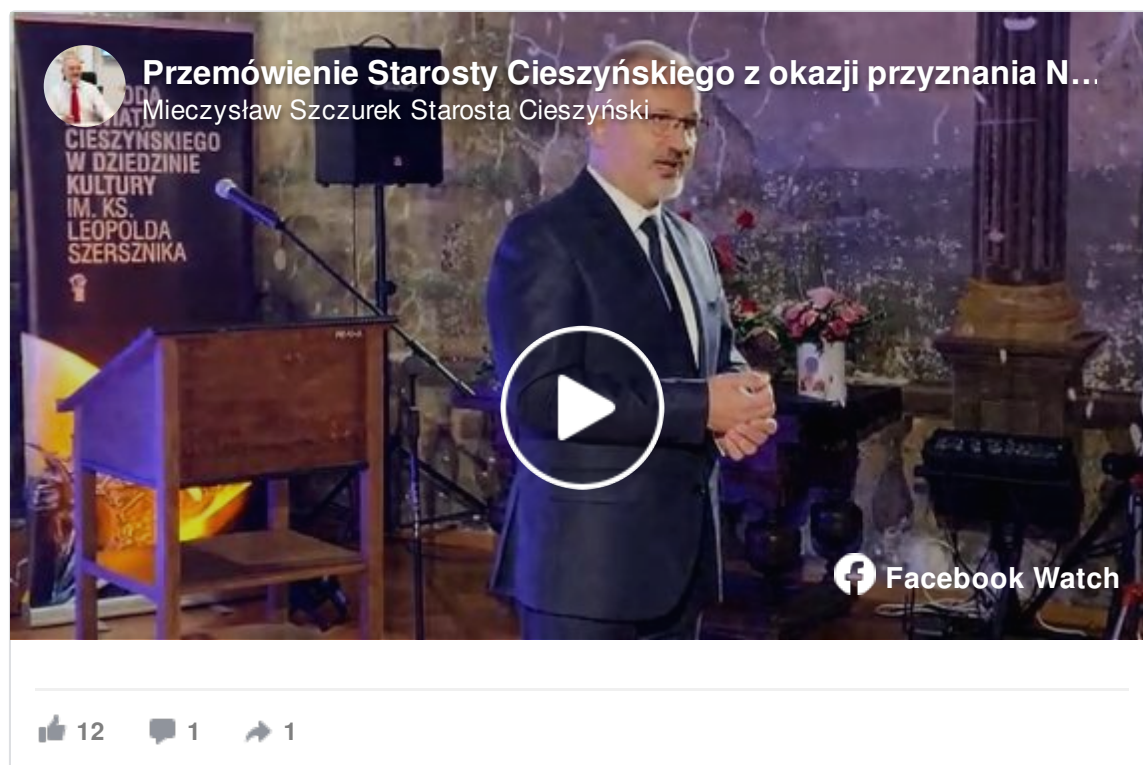 Przemówienie Starosty Cieszyńskiego z okazji przyznania N...
Mieczysław Szczurek Starosta Cieszyński
CIESZYŃSKIEGO
W DZIEDZINIE
KULTURY
IM. KS.
LEOPOLDA
SZERSZNIKA
Facebook Watch
12
1
1